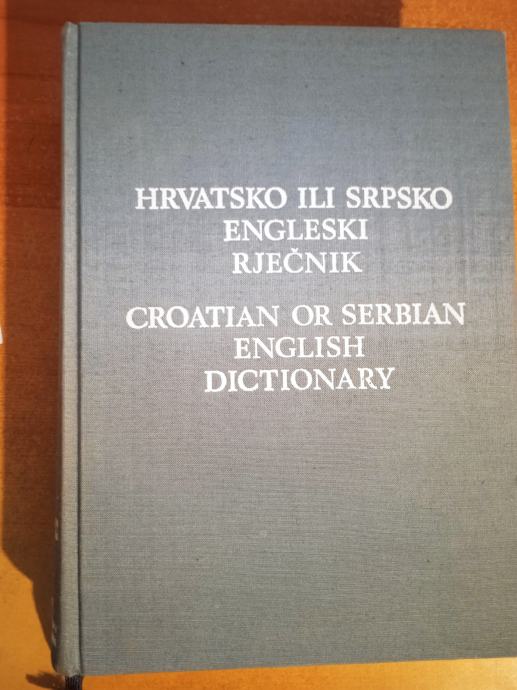 HRVATSKO ILI SRPSKO
ENGLESKI
RJEČNIK
CROATIAN OR SERBIAN
ENGLISH
DICTIONARY